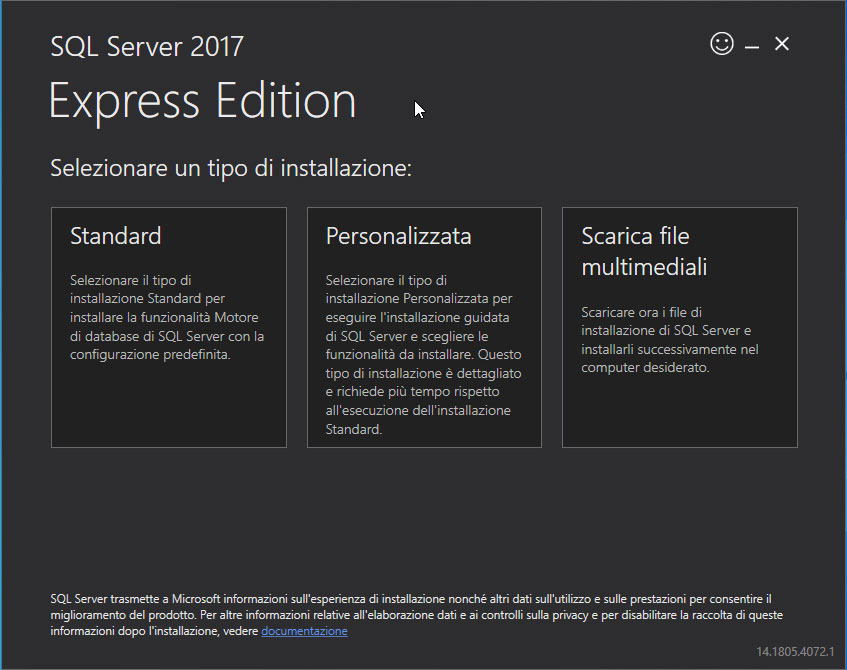 SQL Server 2017
Express Edition
Selezionare un tipo di installazione:
Standard
Selezionare il tipo di
installazione Standard per
installare la funzionalità Motore
di database di SQL Server con la
configurazione predefinita.
Personalizzata
Selezionare il tipo di
installazione Personalizzata per
eseguire l'installazione guidata
di SQL Server e scegliere le
funzionalità da installare. Questo
tipo di installazione è dettagliato
e richiede più tempo rispetto
all'esecuzione dell'installazione
Standard.
Scarica file
multimediali
Scaricare ora i file di
installazione di SQL Server e
installarli successivamente nel
computer desiderato.
SQL Server trasmette a Microsoft informazioni sull'esperienza di installazione nonché altri dati sull'utilizzo e sulle prestazioni per consentire il
miglioramento del prodotto. Per altre informazioni relative all'elaborazione dati e ai controlli sulla privacy e per disabilitare la raccolta di queste
informazioni dopo l'installazione, vedere documentazione
14.1805.4072.1